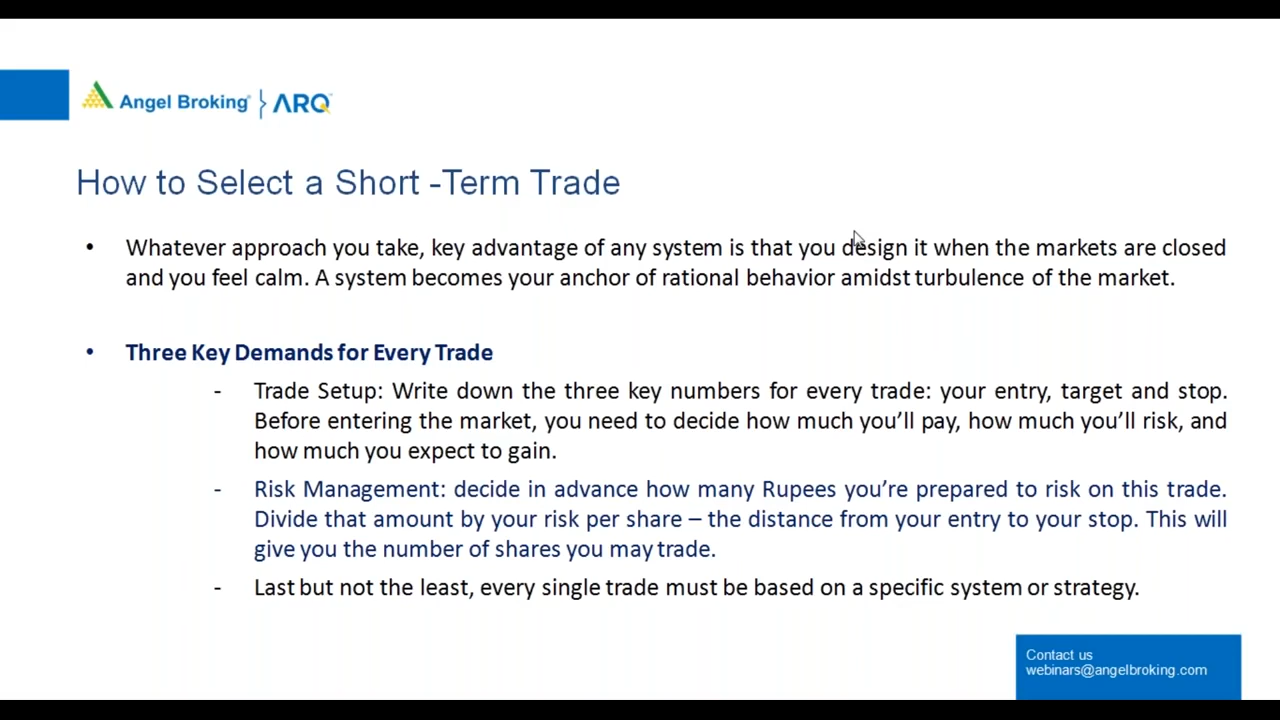 Angel Broking ARQ
How to Select a Short -Term Trade
• Whatever approach you take, key advantage of any system is that you design it when the markets are closed
and you feel calm. A system becomes your anchor of rational behavior amidst turbulence of the market.
• Three Key Demands for Every Trade
- Trade Setup: Write down the three key numbers for every trade: your entry, target and stop.
Before entering the market, you need to decide how much you’ll pay, how much you’ll risk, and
how much you expect to gain.
- Risk Management: decide in advance how many Rupees you’re prepared to risk on this trade.
Divide that amount by your risk per share – the distance from your entry to your stop. This will
give you the number of shares you may trade.
- Last but not the least, every single trade must be based on a specific system or strategy.
Contact us
webinars@angelbroking.com